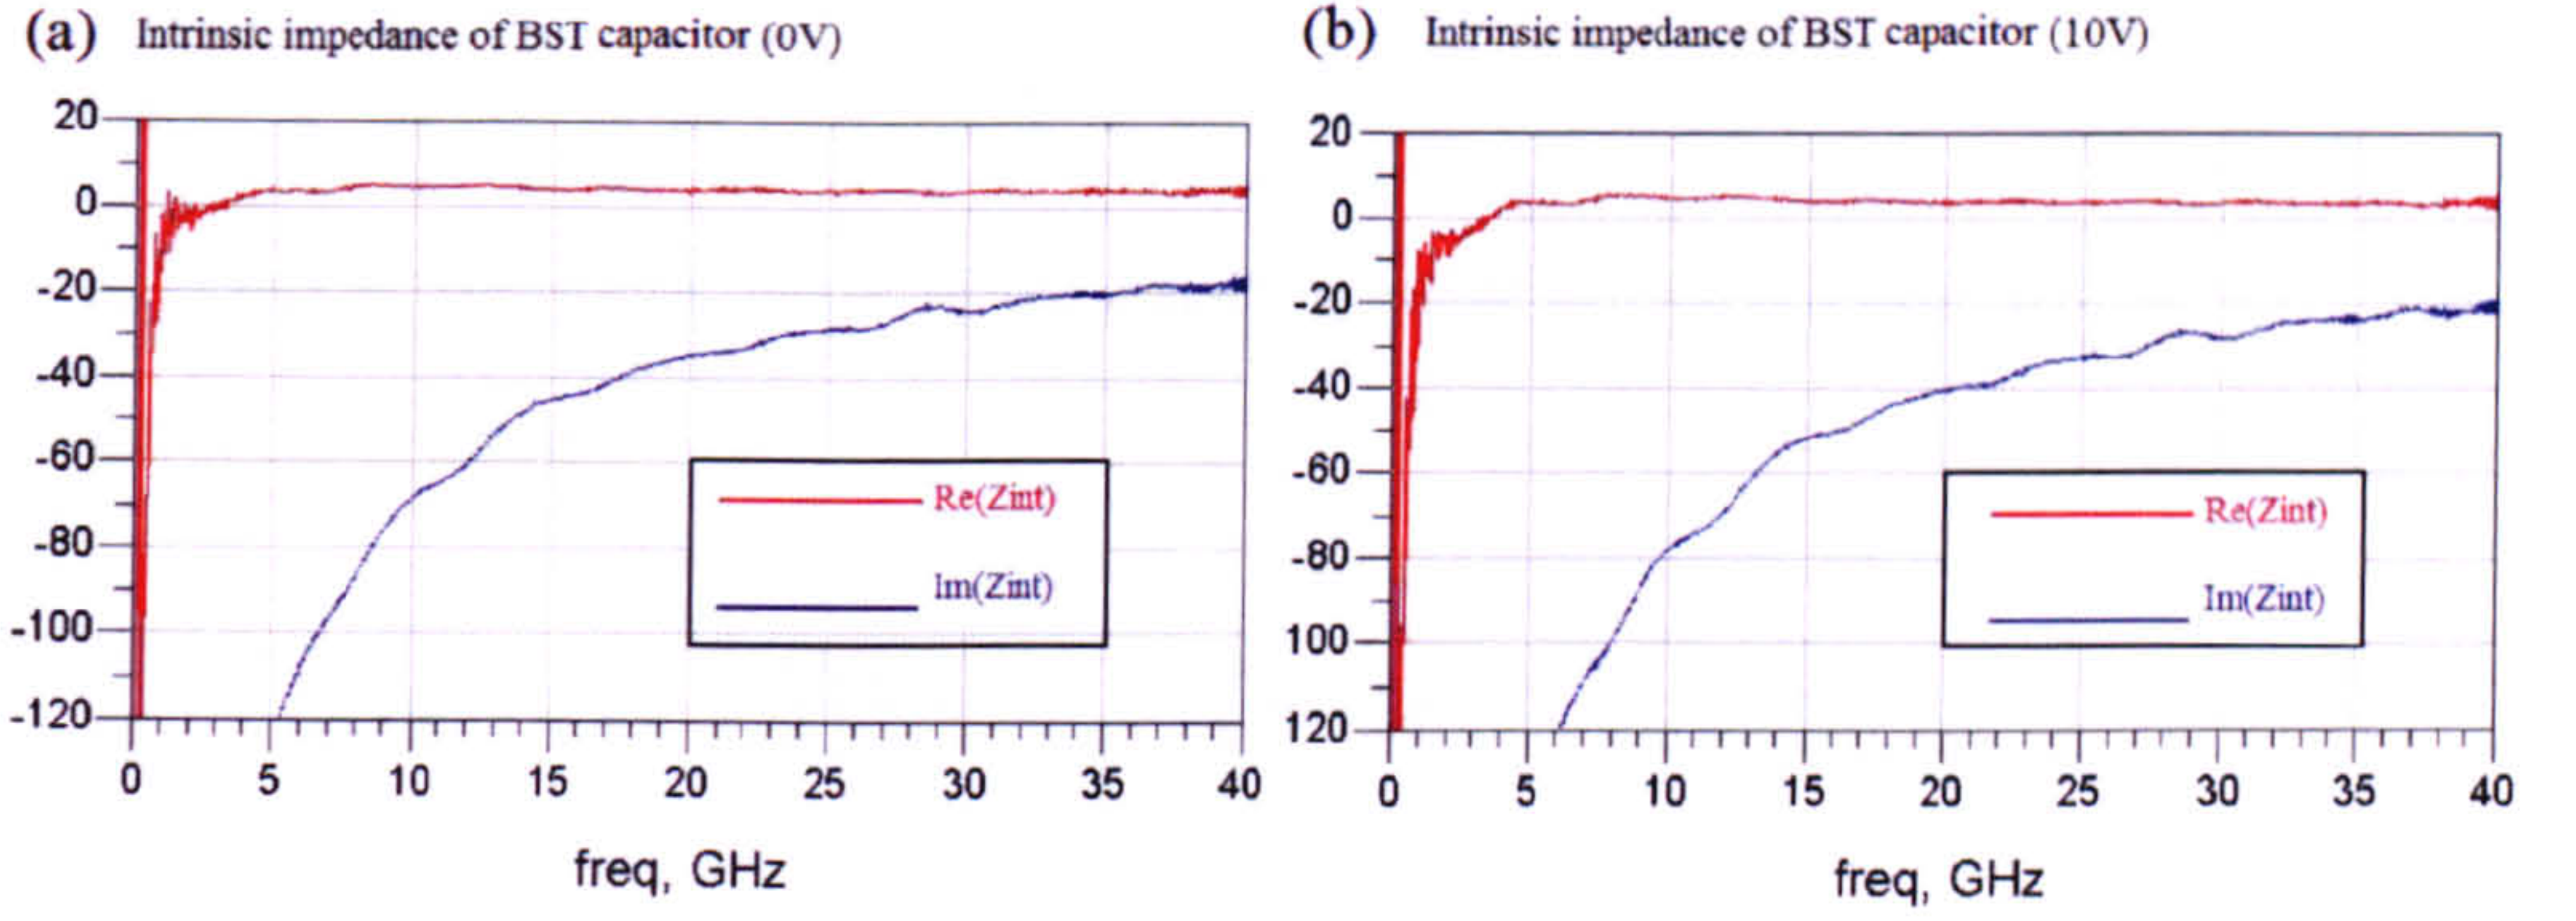 (a) Intrinsic impedance of BST capacitor (0V)
20
0
-20
-40
-60
-80
-100
-120
0 5 10 15 20 25 30 35 40
freq, GHz
Re(Zint)
Im(Zint)
(b) Intrinsic impedance of BST capacitor (10V)
20
0
-20
-40
-60
-80
100
120
0 5 10 15 20 25 30 35 40
freq, GHz
Re(Zint)
Im(Zint)